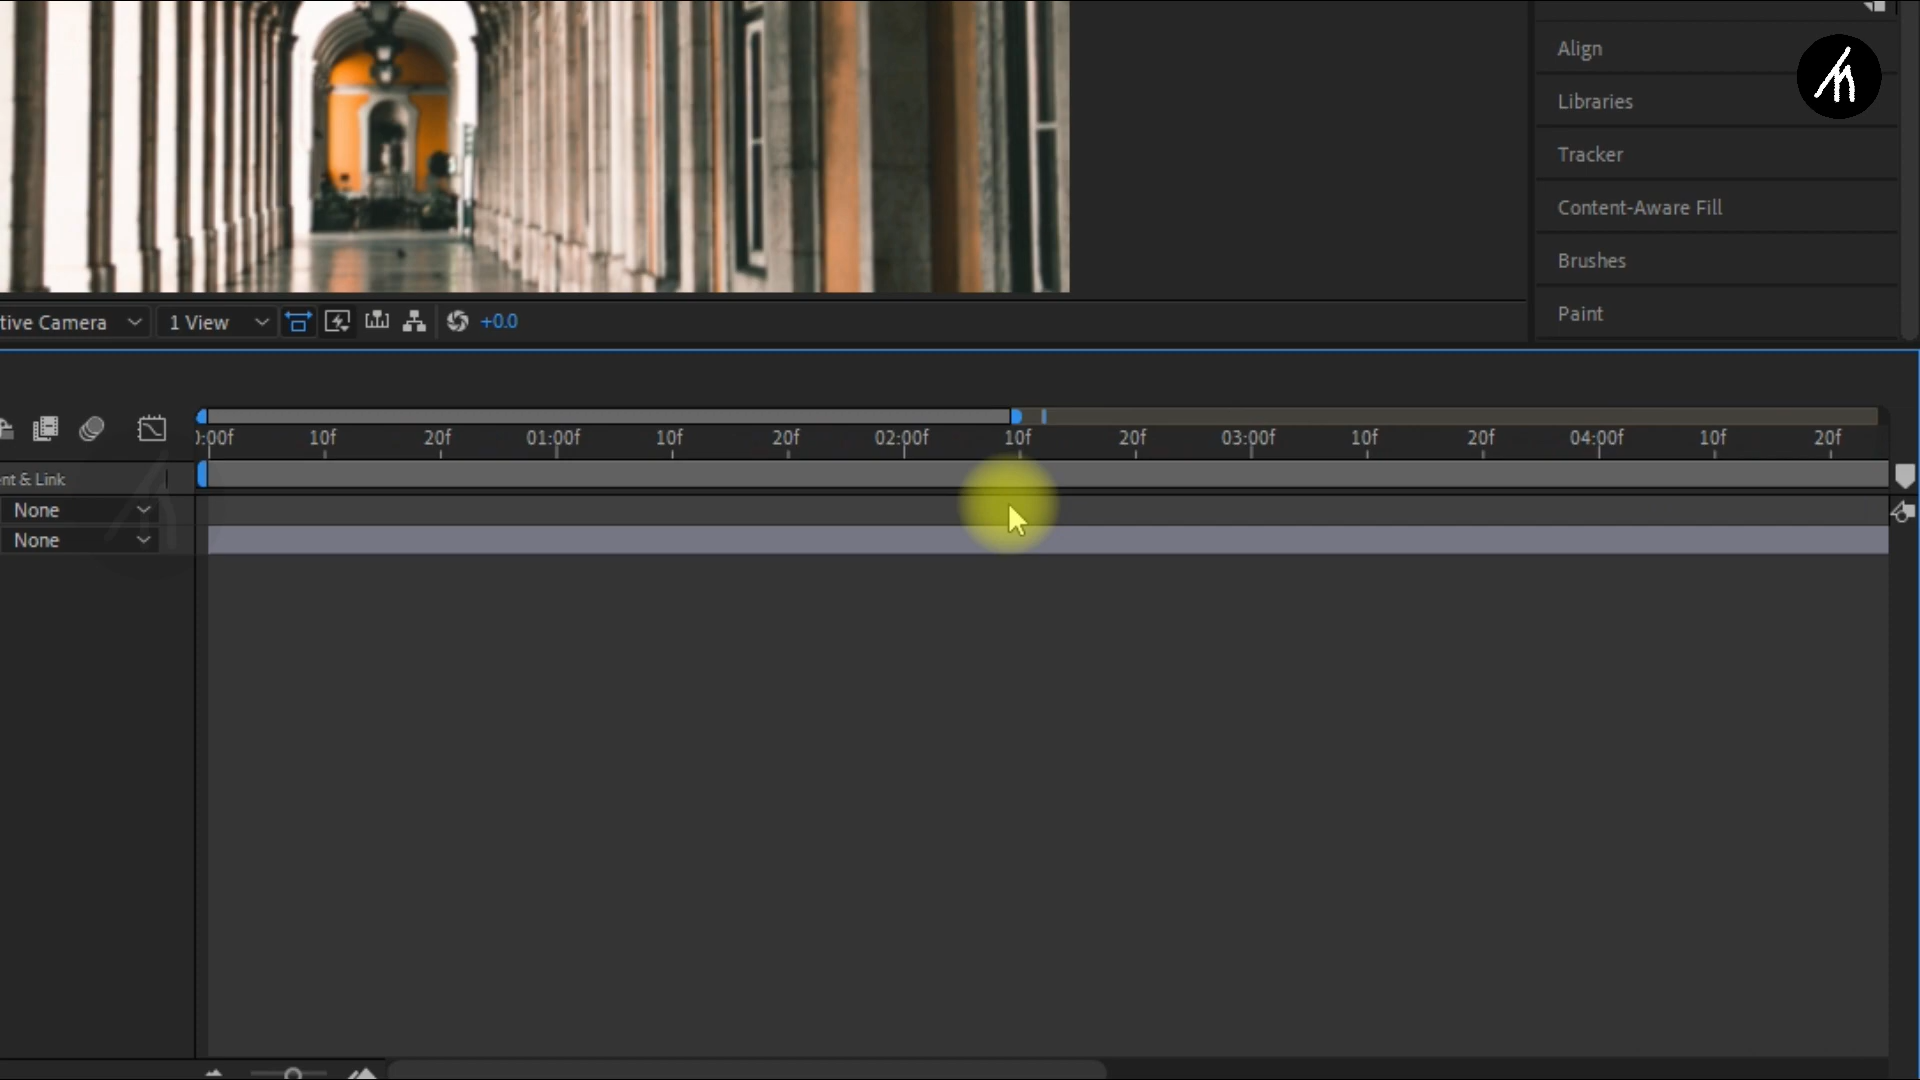 Align
Libraries
Tracker
Content-Aware Fill
Brushes
Paint
tive Camera 1 View +0.0
0:00f 10f 20f 01:00f 10f 20f 02:00f 10f 20f 03:00f 10f 20f 04:00f 10f 20f
nt & Link
None
None